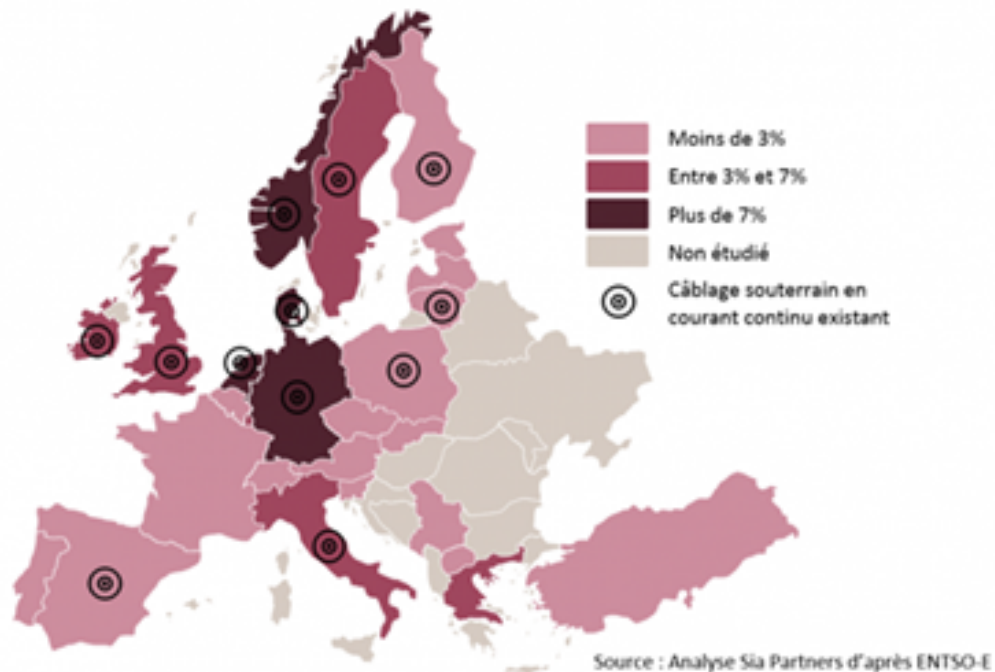 Moins de 3%
Entre 3% et 7%
Plus de 7%
Non étudié
Câblage souterrain en
courant continu existant
Source : Analyse Sia Partners d'après ENTSO-E